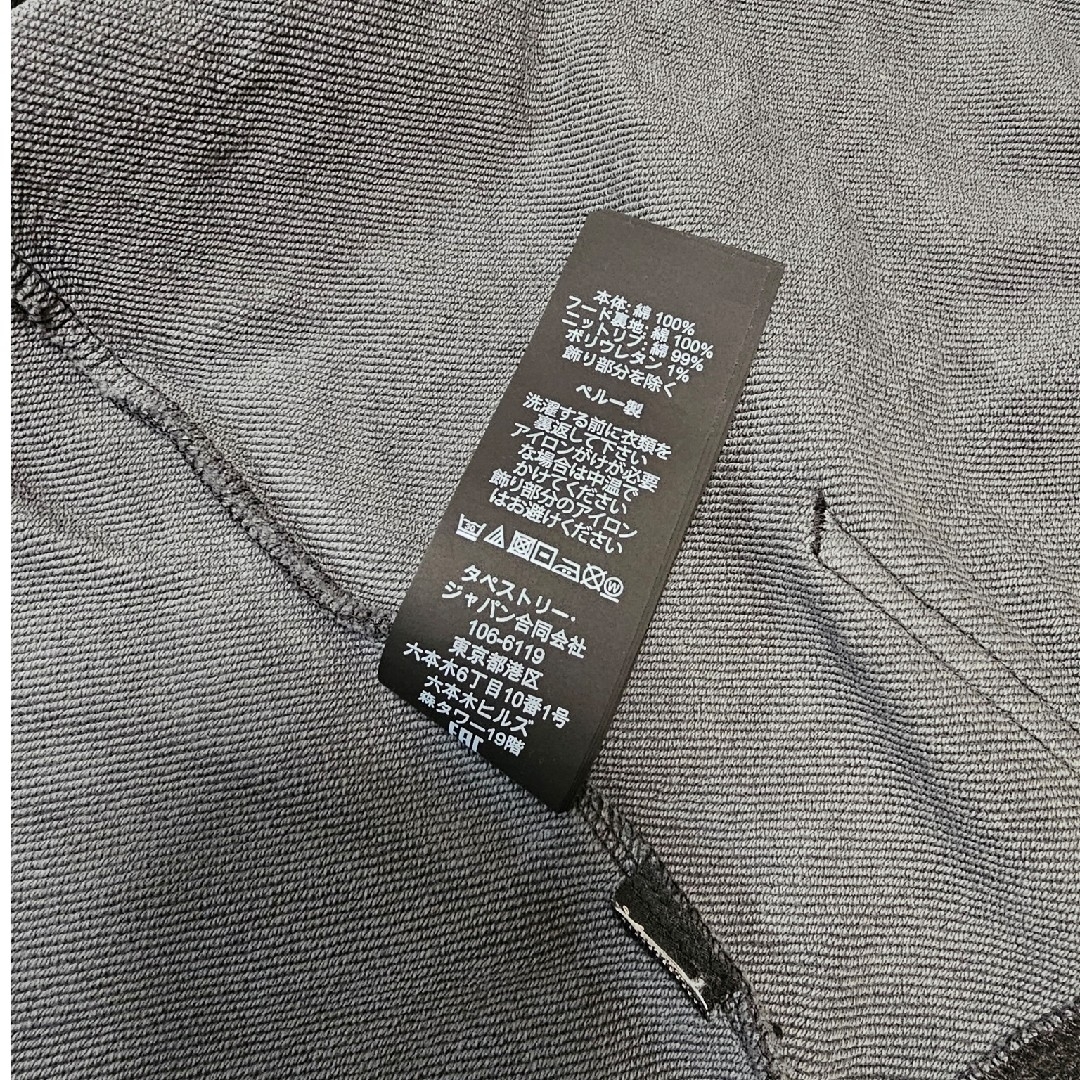 本体: 綿 100%
フード裏地: 綿 100%
ニットリブ: 綿 99%
ポリウレタン 1%
飾り部分を除く
ペルー製
洗濯する前に衣類を
裏返して下さい
アイロンがけが必要
な場合は中温で
かけてください
飾り部分のアイロン
はお避けください
W
タペストリー・
ジャパン合同会社
106-6119
東京都港区
六本木6丁目10番1号
六本木ヒルズ
森タワー19階
EAC